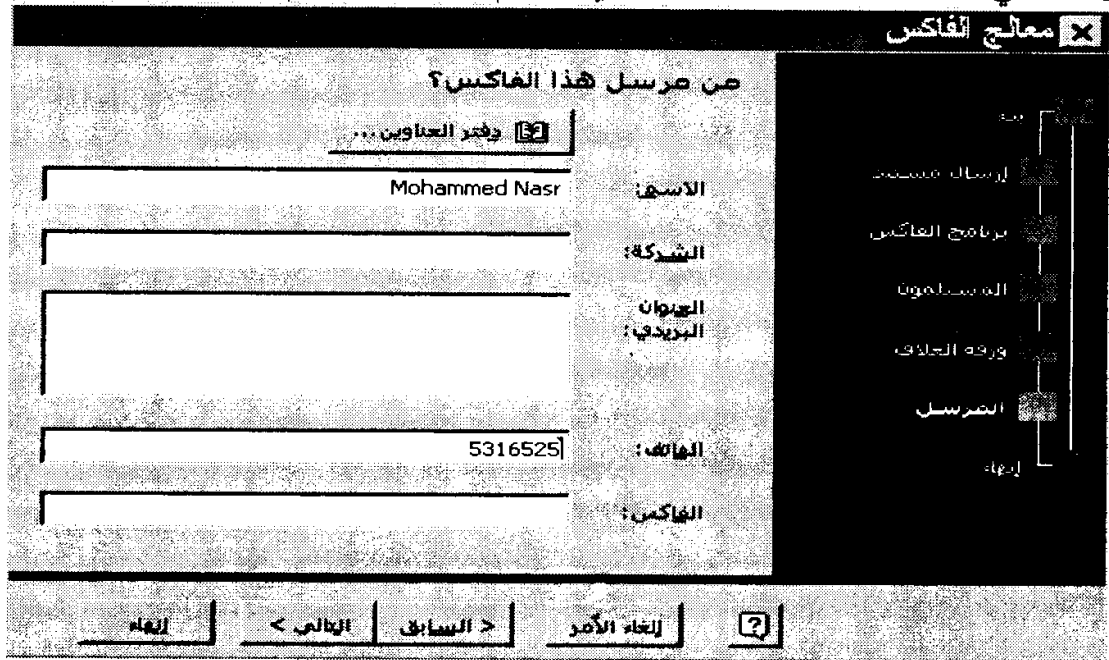 معالج الفاكس
من مرسل هذا الفاكس؟
دفتر العناوين...
الاسم:
Mohammed Nasr
الشركة:
العنوان
البريدي:
الهاتف:
5316525
الفاكس:
بدء
إرسال مستند
برنامج الفاكس
المستلمون
ورقة الغلاف
المرسل
إنهاء
?
إلغاء الأمر
< السابق
التالي >
إنهاء